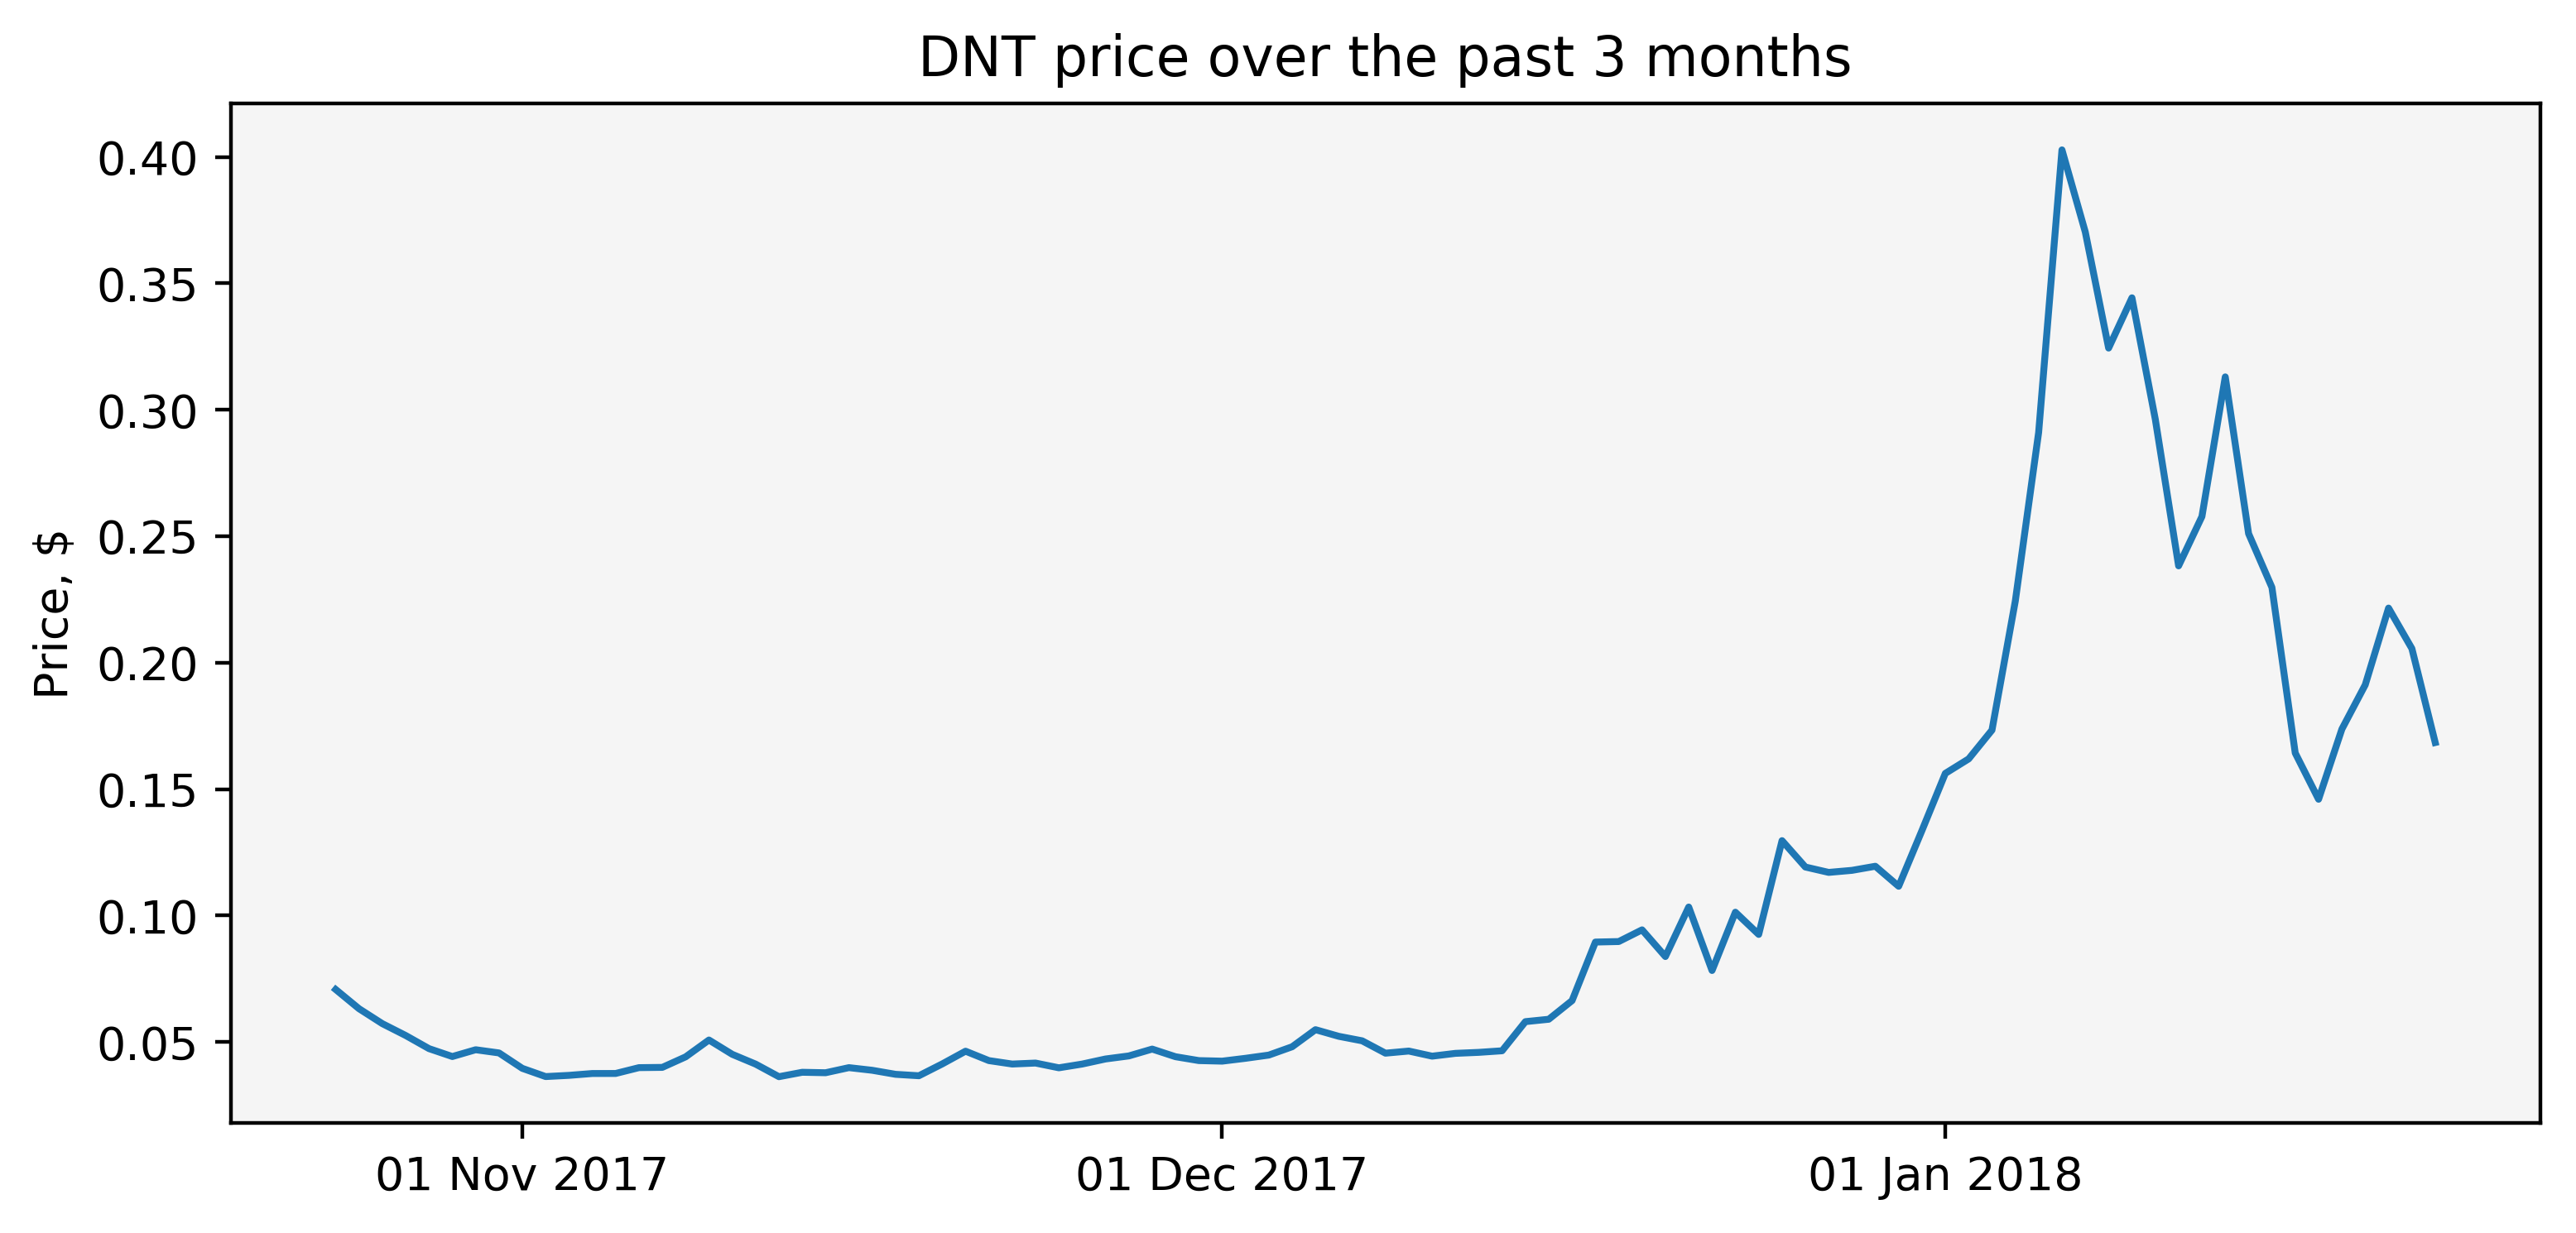 DNT price over the past 3 months
Price, $
0.40
0.35
0.30
0.25
0.20
0.15
0.10
0.05
01 Nov 2017
01 Dec 2017
01 Jan 2018